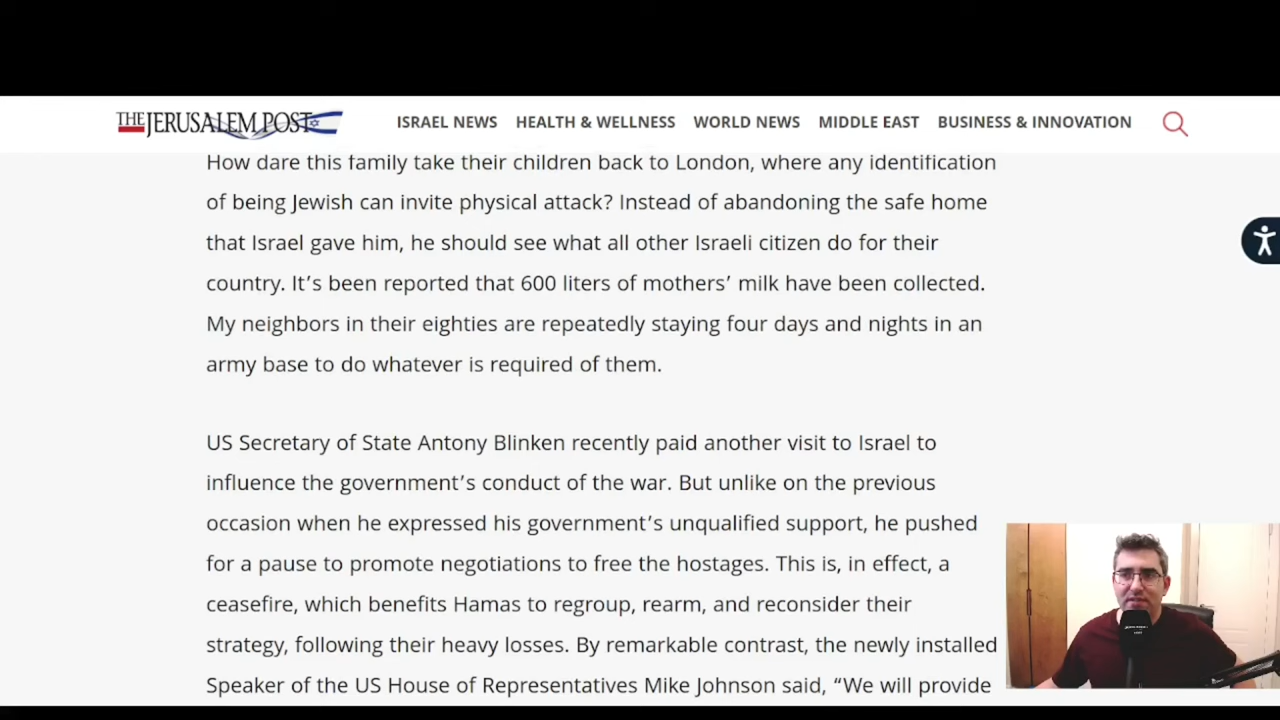 THE JERUSALEM POST
ISRAEL NEWS HEALTH & WELLNESS WORLD NEWS MIDDLE EAST BUSINESS & INNOVATION
How dare this family take their children back to London, where any identification
of being Jewish can invite physical attack? Instead of abandoning the safe home
that Israel gave him, he should see what all other Israeli citizen do for their
country. It’s been reported that 600 liters of mothers’ milk have been collected.
My neighbors in their eighties are repeatedly staying four days and nights in an
army base to do whatever is required of them.
US Secretary of State Antony Blinken recently paid another visit to Israel to
influence the government’s conduct of the war. But unlike on the previous
occasion when he expressed his government’s unqualified support, he pushed
for a pause to promote negotiations to free the hostages. This is, in effect, a
ceasefire, which benefits Hamas to regroup, rearm, and reconsider their
strategy, following their heavy losses. By remarkable contrast, the newly installed
Speaker of the US House of Representatives Mike Johnson said, “We will provide